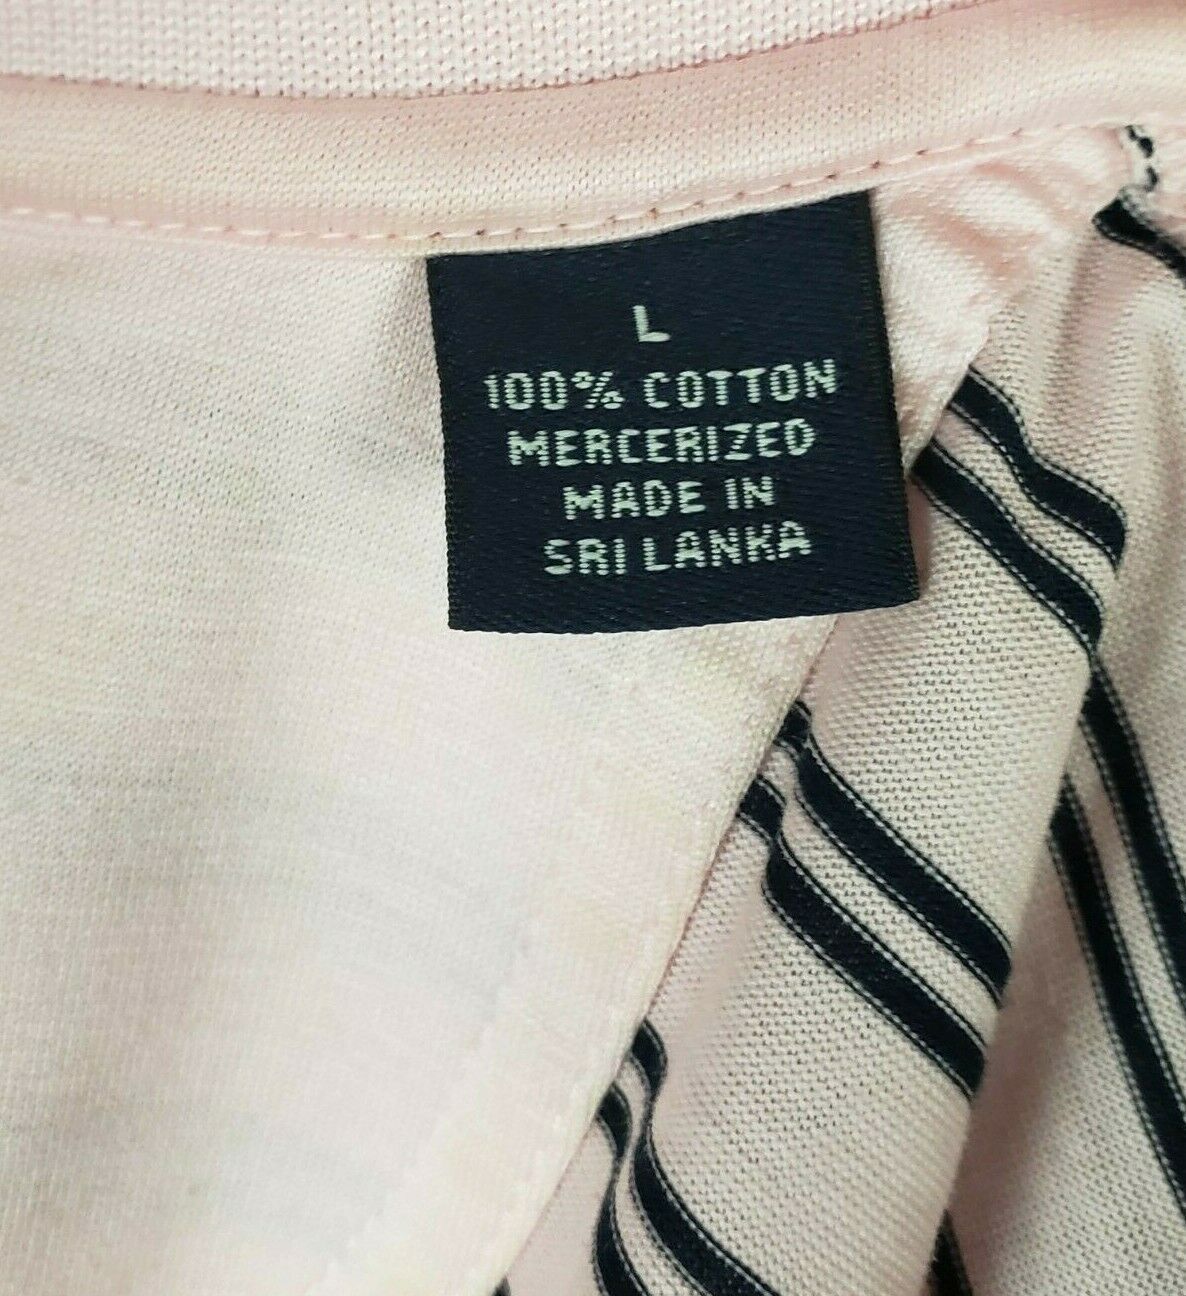 L
100% COTTON
MERCERIZED
MADE IN
SRI LANKA